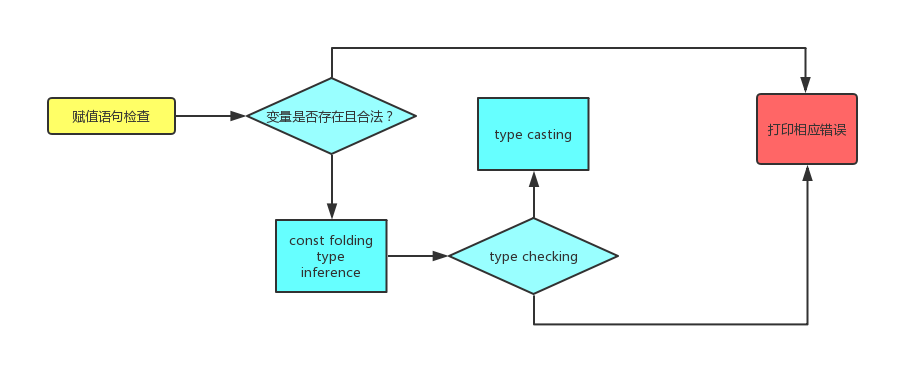 赋值语句检查
变量是否存在且合法？
type casting
打印相应错误
const folding
type
inference
type checking